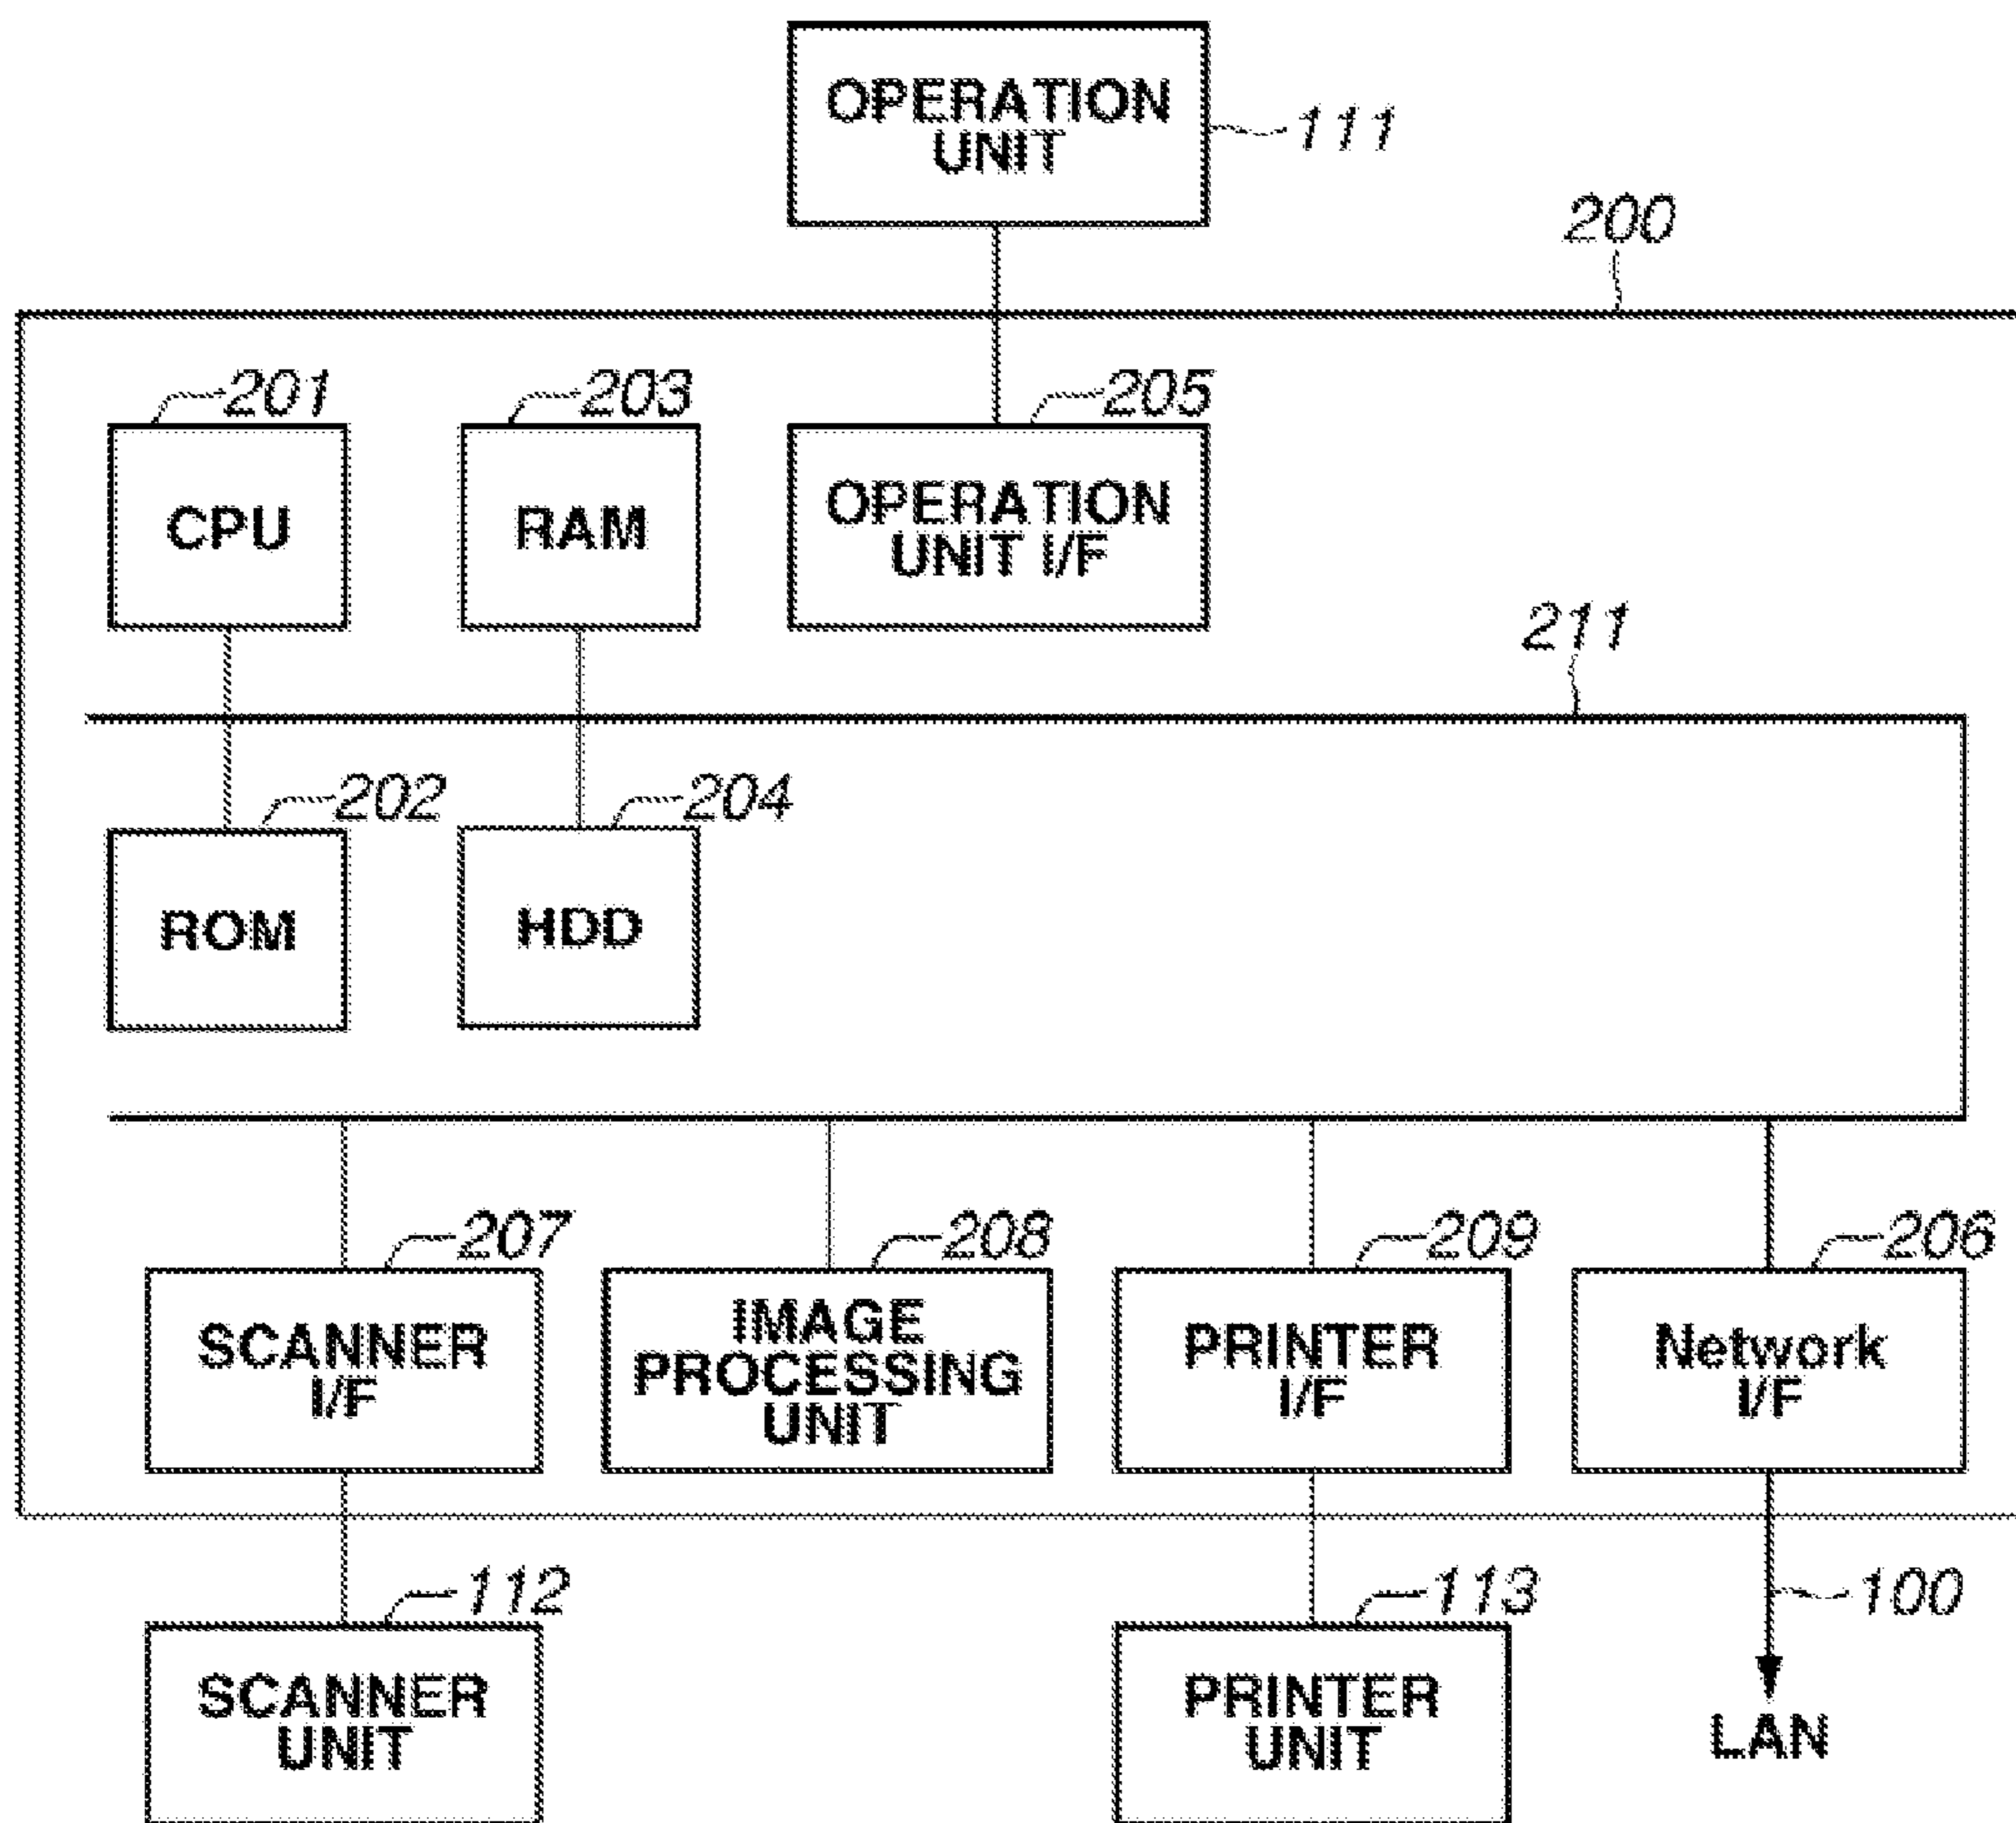 OPERATION
UNIT
111
200
201
203
205
CPU
RAM
OPERATION
UNIT I/F
211
202
204
ROM
HDD
207
208
209
206
SCANNER
I/F
IMAGE
PROCESSING
UNIT
PRINTER
I/F
Network
I/F
112
113
100
SCANNER
UNIT
PRINTER
UNIT
LAN